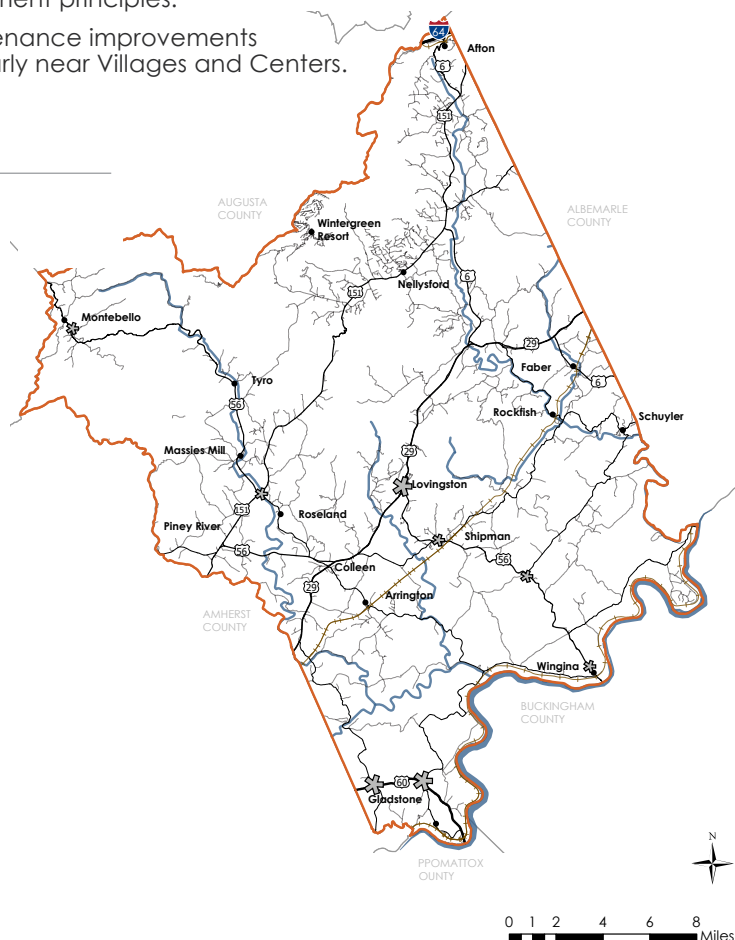 ment principles.
enance improvements
arly near Villages and Centers.
64
Afton
6
151
AUGUSTA
COUNTY
ALBEMARLE
COUNTY
Wintergreen
Resort
Nellysford
6
151
Montebello
29
Faber
6
Tyro
56
Rockfish
Schuyler
29
Massies Mill
Lovingston
151
Roseland
Piney River
Shipman
56
56
Colleen
29
Arrington
AMHERST
COUNTY
Wingina
BUCKINGHAM
COUNTY
60
Gladstone
PPOMATTOX
OUNTY
N
0 1 2 4 6 8
Miles